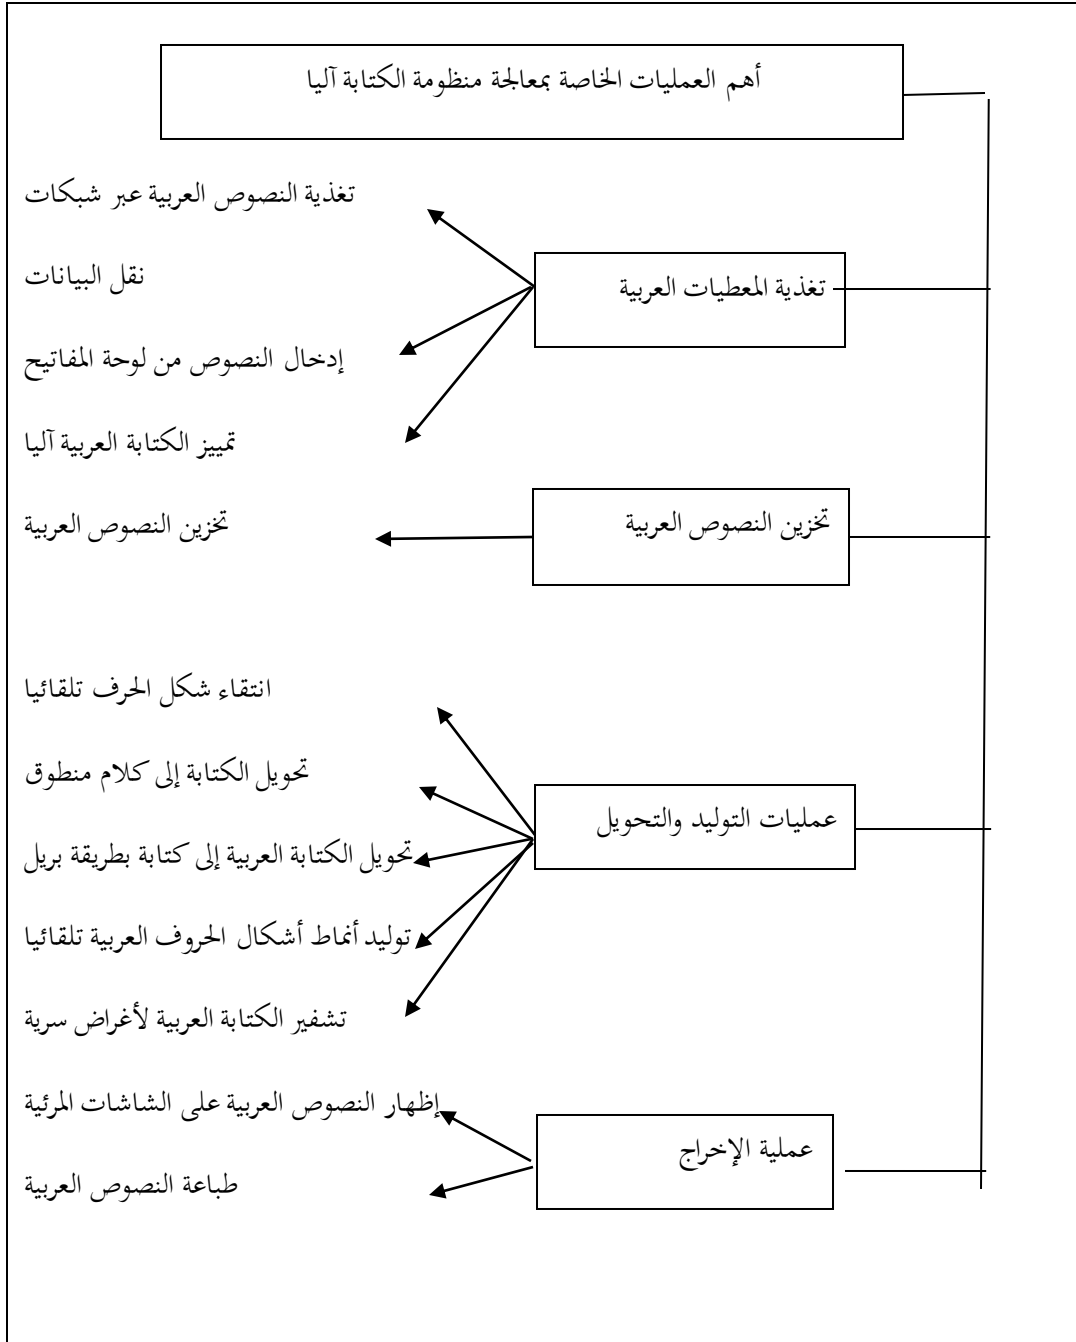 أهم العمليات الخاصة بمعالجة منظومة الكتابة آليا
تغذية المعطيات العربية
تغذية النصوص العربية عبر شبكات
نقل البيانات
إدخال النصوص من لوحة المفاتيح
تمييز الكتابة العربية آليا
تخزين النصوص العربية
تخزين النصوص العربية
عمليات التوليد والتحويل
انتقاء شكل الحرف تلقائيا
تحويل الكتابة إلى كلام منطوق
تحويل الكتابة العربية إلى كتابة بطريقة بريل
توليد أنماط أشكال الحروف العربية تلقائيا
تشفير الكتابة العربية لأغراض سرية
عملية الإخراج
إظهار النصوص العربية على الشاشات المرئية
طباعة النصوص العربية